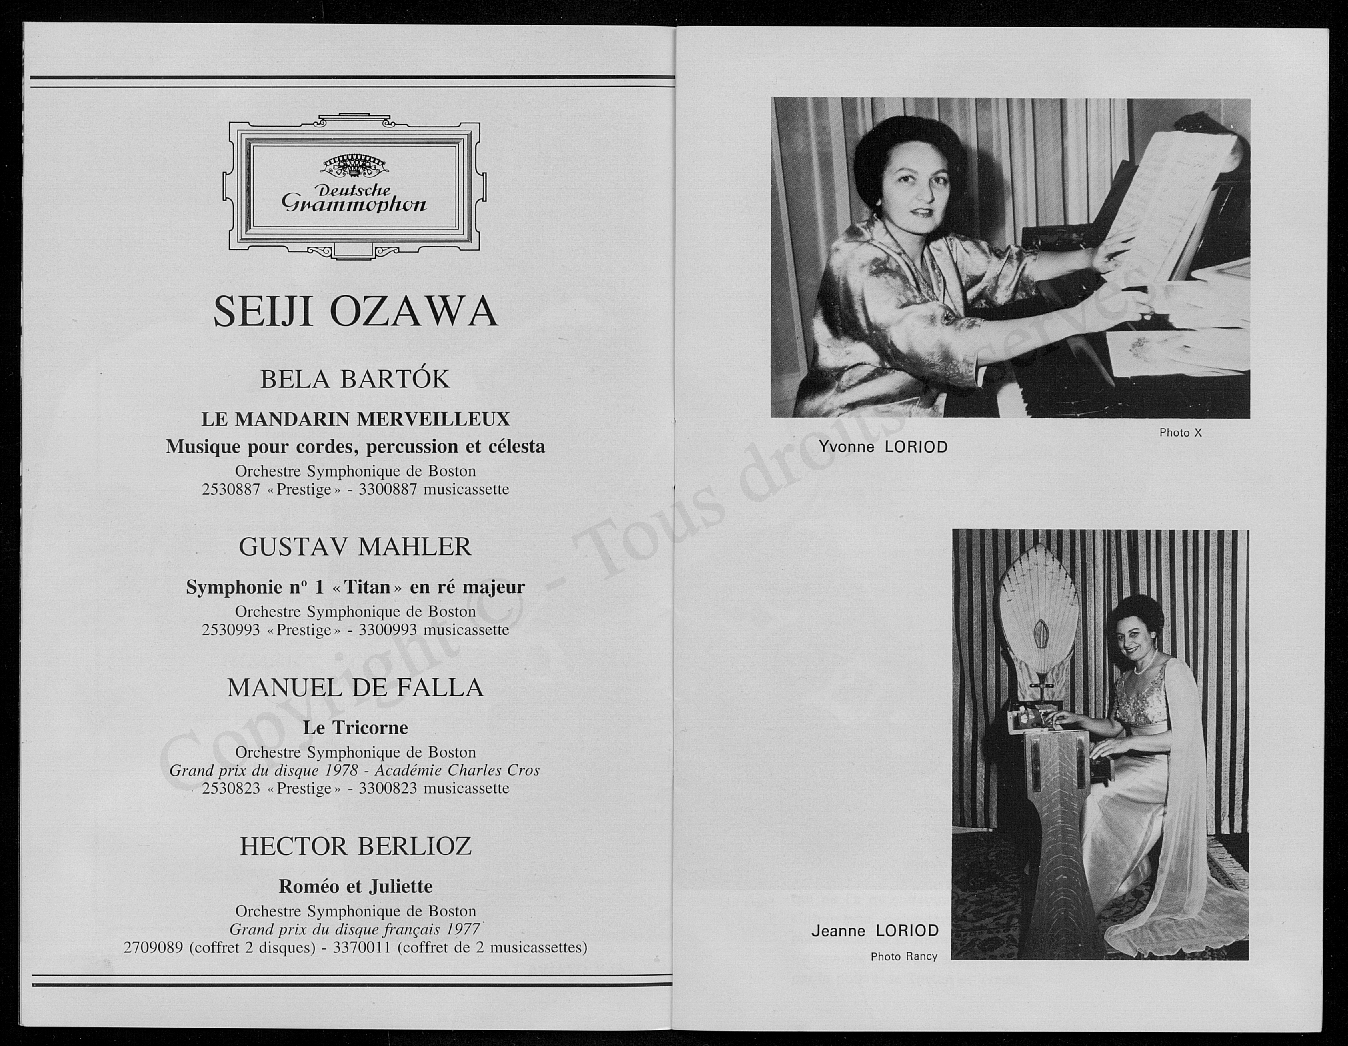 Deutsche
Grammophon
SEIJI OZAWA
BELA BARTÓK
LE MANDARIN MERVEILLEUX
Musique pour cordes, percussion et célesta
Orchestre Symphonique de Boston
2530887 «Prestige» - 3300887 musicassette
GUSTAV MAHLER
Symphonie nº 1 «Titan» en ré majeur
Orchestre Symphonique de Boston
2530993 «Prestige» - 3300993 musicassette
MANUEL DE FALLA
Le Tricorne
Orchestre Symphonique de Boston
Grand prix du disque 1978 - Académie Charles Cros
2530823 «Prestige» - 3300823 musicassette
HECTOR BERLIOZ
Roméo et Juliette
Orchestre Symphonique de Boston
Grand prix du disque français 1977
2709089 (coffret 2 disques) - 3370011 (coffret de 2 musicassettes)
Photo X
Yvonne LORIOD
Jeanne LORIOD
Photo Rancy
Copyright © - Tous droits réservés